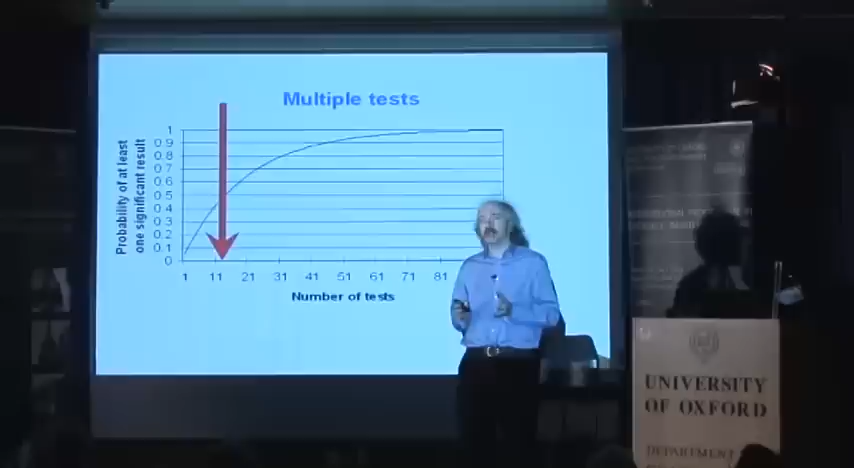 Multiple tests
Probability of at least
one significant result
1
0.9
0.8
0.7
0.6
0.5
0.4
0.3
0.2
0.1
0
1 11 21 31 41 51 61 71 81
Number of tests
UNIVERSITY
OF OXFORD
DEPARTMENT